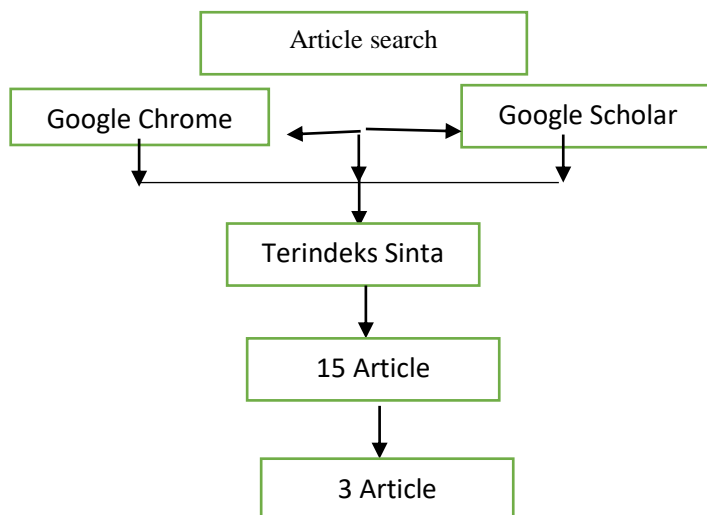 Article search
Google Chrome
Google Scholar
Terindeks Sinta
15 Article
3 Article